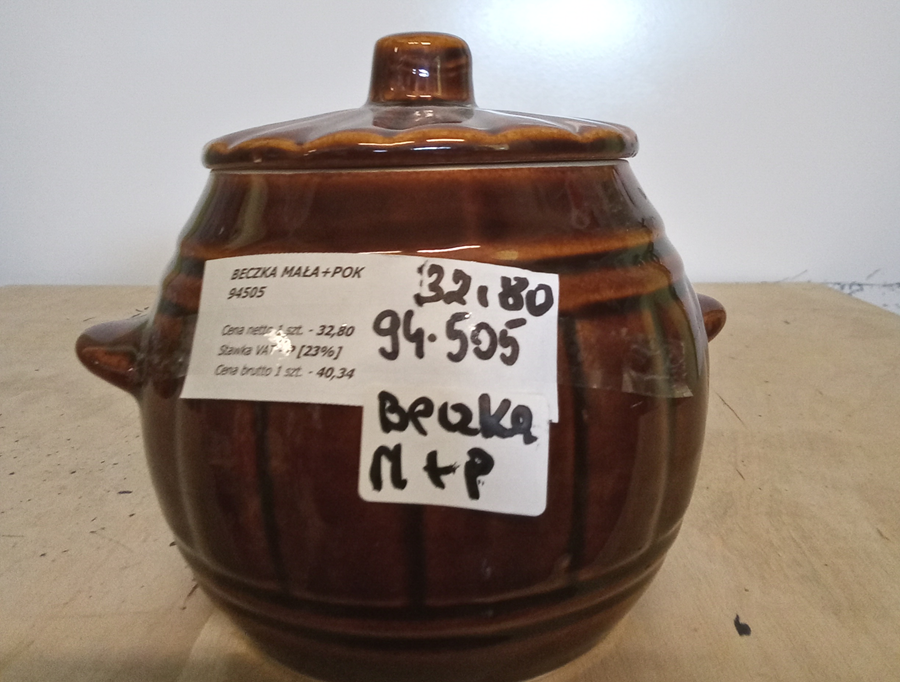 BECZKA MAŁA+POK
94505
Cena netto 1 szt. - 32,80
Stawka VAT - P [23%]
Cena brutto 1 szt. - 40,34
32,80
94.505
Beczka
M + P